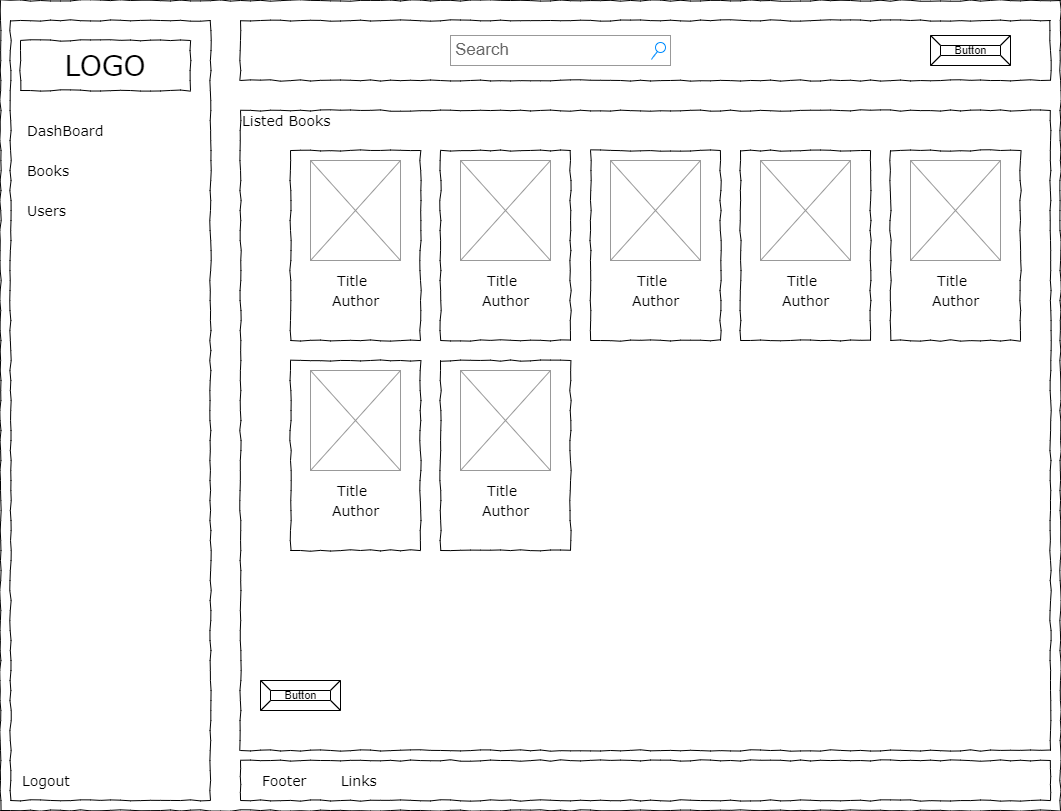 LOGO
DashBoard
Books
Users
Logout
Search
Button
Listed Books
Title
Author
Title
Author
Title
Author
Title
Author
Title
Author
Title
Author
Title
Author
Button
Footer Links